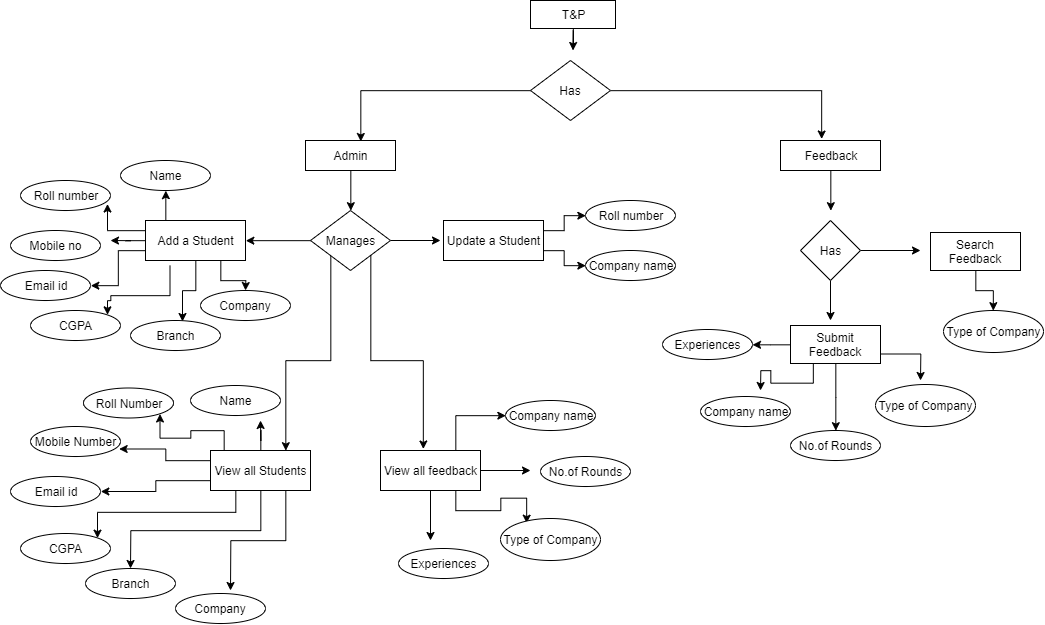 T&P
Has
Admin
Feedback
Name
Roll number
Roll number
Mobile no
Add a Student
Manages
Update a Student
Has
Search
Feedback
Email id
Company name
CGPA
Branch
Company
Type of Company
Experiences
Submit
Feedback
Company name
Type of Company
No.of Rounds
Roll Number
Name
Company name
Mobile Number
View all Students
View all feedback
No.of Rounds
Email id
CGPA
Type of Company
Experiences
Branch
Company